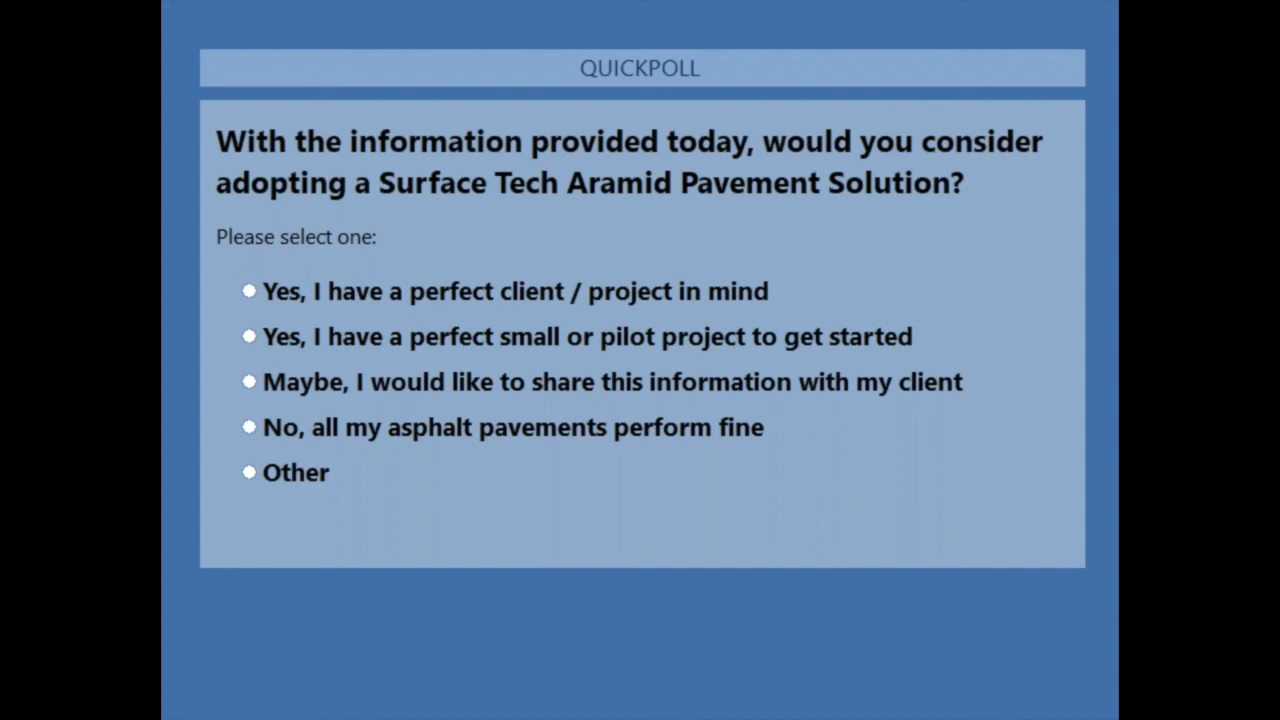 QUICKPOLL
With the information provided today, would you consider
adopting a Surface Tech Aramid Pavement Solution?
Please select one:
Yes, I have a perfect client / project in mind
Yes, I have a perfect small or pilot project to get started
Maybe, I would like to share this information with my client
No, all my asphalt pavements perform fine
Other